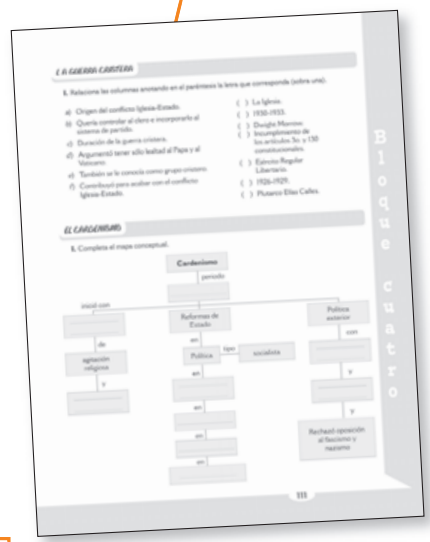 LA GUERRA CRISTERA
1. Relaciona las columnas anotando en el paréntesis la letra que corresponda (sobra una).
a) Origen del conflicto Iglesia-Estado.
b) Quería controlar al clero e incorporarlo al
sistema de partido.
c) Duración de la guerra cristera.
d) Argumentó tener sólo lealtad al Papa y al
Vaticano.
e) También se le conocía como grupo cristero.
f) Contribuyó para acabar con el conflicto
Iglesia-Estado.
( ) La Iglesia.
( ) 1930-1933.
( ) Dwight Morrow.
( ) Incumplimiento de
los artículos 3o. y 130
constitucionales.
( ) Ejército Regular
Libertario.
( ) 1926-1929.
( ) Plutarco Elías Calles.
EL CARDENISMO
1. Completa el mapa conceptual.
Cardenismo
periodo
inició con
Reformas de
Estado
Política
exterior
de
en
con
agitación
religiosa
Política
tipo
socialista
y
en
y
en
y
en
Rechazó oposición
al fascismo y
nazismo
en
111
Bloque cuatro